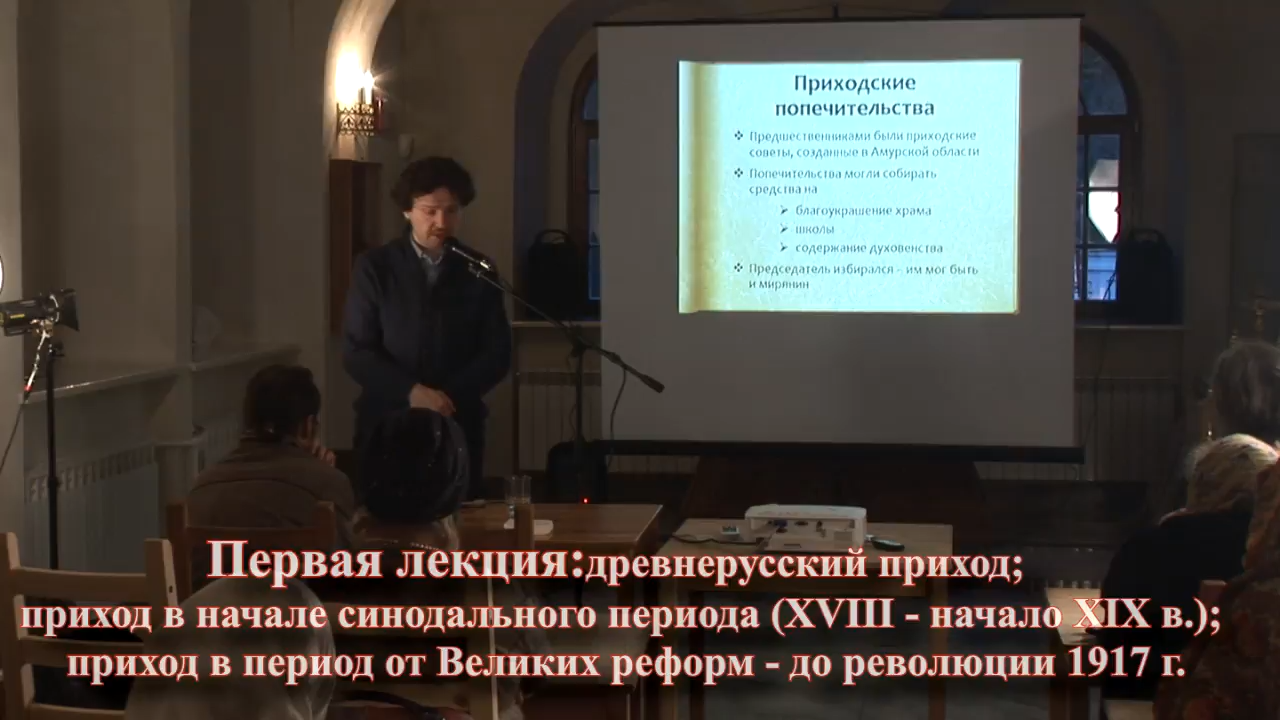 Приходские
попечительства
Предшественниками были приходские
советы, созданные в Амурской области
Попечительства могли собирать
средства на
благоукрашение храма
школы
содержание духовенства
Председатель избирался - им мог быть
и мирянин
Первая лекция:древнерусский приход;
приход в начале синодального периода (XVIII - начало XIX в.);
приход в период от Великих реформ - до революции 1917 г.